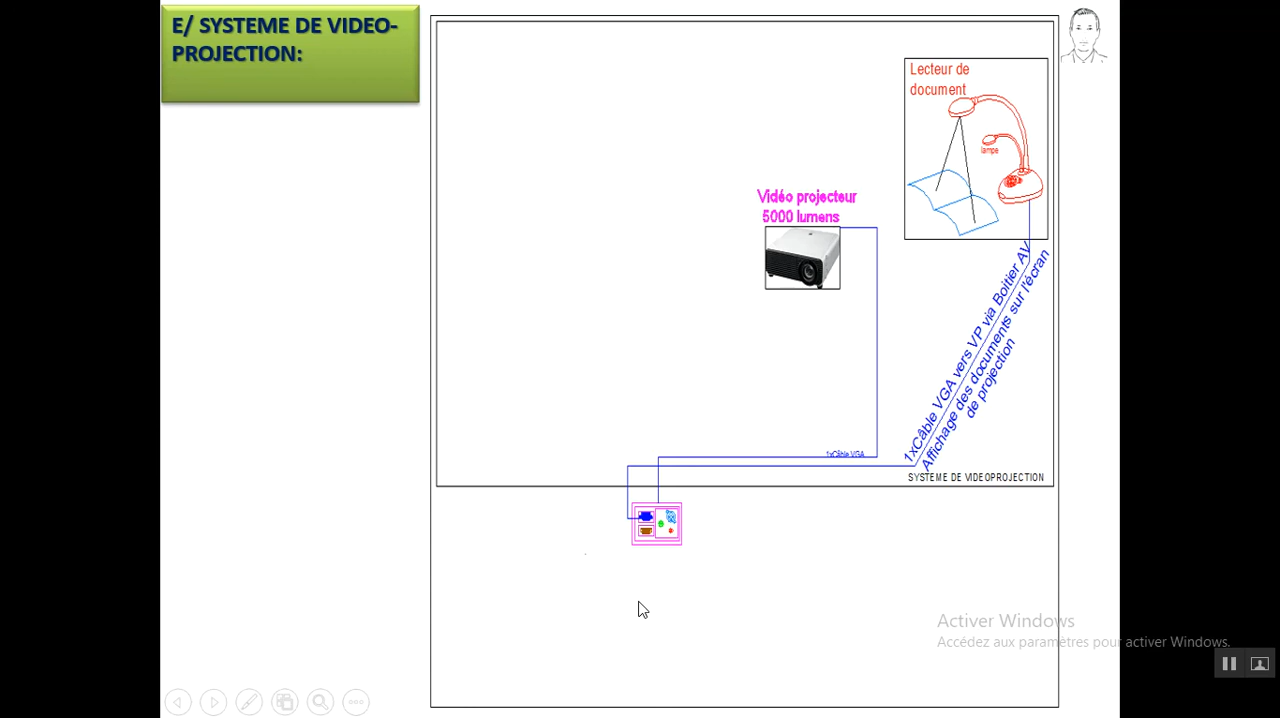 E/ SYSTEME DE VIDEO-
PROJECTION:
Lecteur de
document
lampe
Vidéo projecteur
5000 lumens
1xCâble VGA vers VP via Boitier AV
Affichage des documents sur l'écran
de projection
1xCâble VGA
SYSTEME DE VIDEOPROJECTION
Activer Windows
Accédez aux paramètres pour activer Windows.